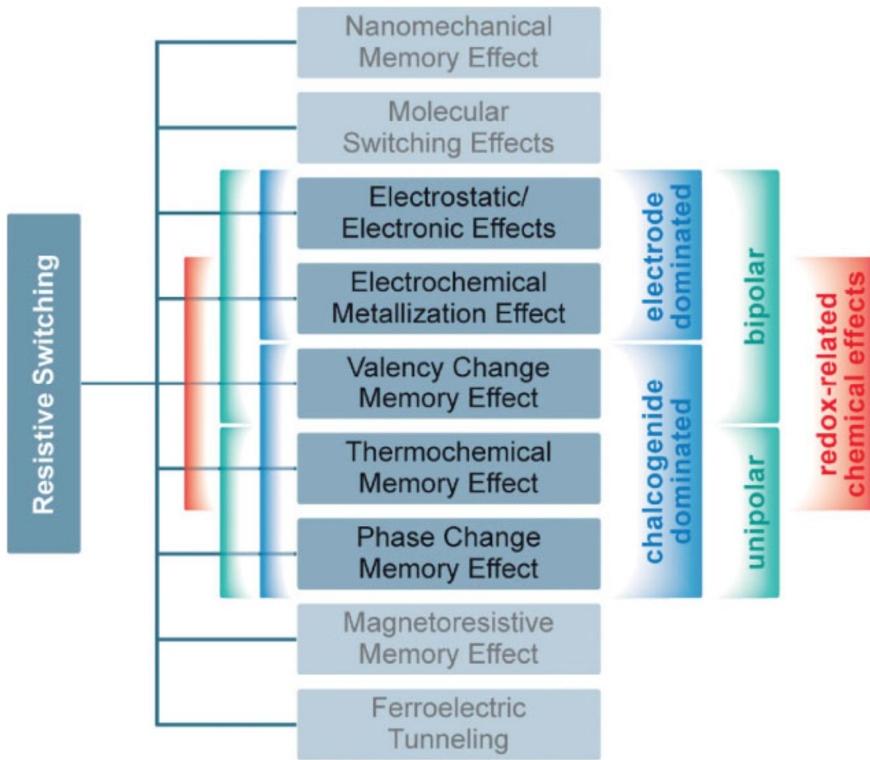 Resistive Switching
Nanomechanical
Memory Effect
Molecular
Switching Effects
Electrostatic/
Electronic Effects
Electrochemical
Metallization Effect
Valency Change
Memory Effect
Thermochemical
Memory Effect
Phase Change
Memory Effect
Magnetoresistive
Memory Effect
Ferroelectric
Tunneling
electrode
dominated
chalcogenide
dominated
bipolar
unipolar
redox-related
chemical effects